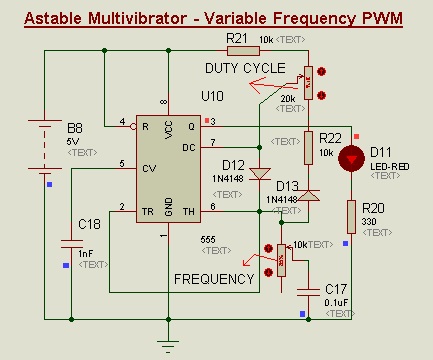 Astable Multivibrator - Variable Frequency PWM
R21 10k <TEXT>
<TEXT>
DUTY CYCLE
20k
<TEXT>
U10
8
VCC
4 R
Q 3
DC 7
5 CV
2 TR
GND
TH 6
1
555
<TEXT>
B8
5V
<TEXT>
C18
1nF
<TEXT>
D12
1N4148
<TEXT>
D13
1N4148
<TEXT>
<TEXT>
R22
10k
<TEXT>
D11
LED-RED
<TEXT>
R20
330
<TEXT>
10k
<TEXT>
FREQUENCY
C17
0.1uF
<TEXT>